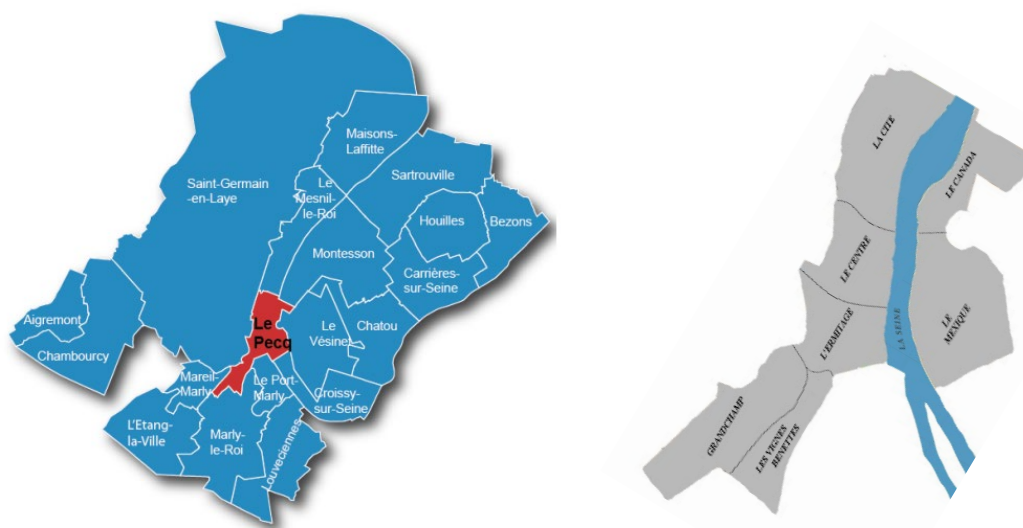 Maisons-
Laffitte
Sartrouville
Saint-Germain
-en-Laye
Le
Mesnil-
le-Roi
Houilles
Bezons
Montesson
Carrières-
sur-Seine
Aigremont
Chambourcy
Le
Pecq
Le
Vésinet
Chatou
Mareil-
Marly
Le Port-
Marly
Croissy-
sur-Seine
L'Etang-
la-Ville
Marly-
le-Roi
Louveciennes
LA CITE
LE CANADA
LE CENTRE
L'ERMITAGE
LA SEINE
LE
MEXIQUE
GRANDCHAMP
LES VIGNES
BENETTES